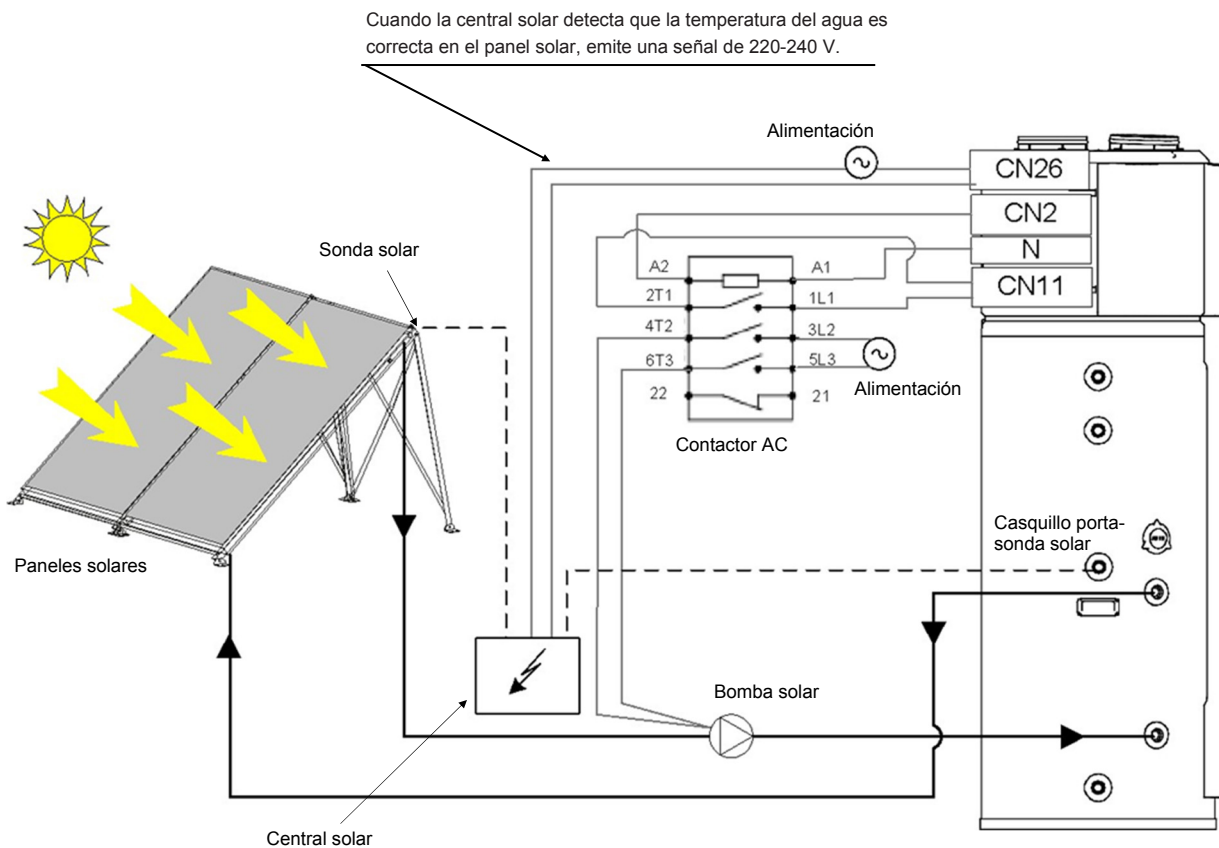 Cuando la central solar detecta que la temperatura del agua es
correcta en el panel solar, emite una señal de 220-240 V.
Alimentación
CN26
CN2
N
CN11
Sonda solar
A2
A1
2T1
1L1
4T2
3L2
6T3
5L3
22
21
Alimentación
Contactor AC
Casquillo porta-
sonda solar
Paneles solares
Bomba solar
Central solar